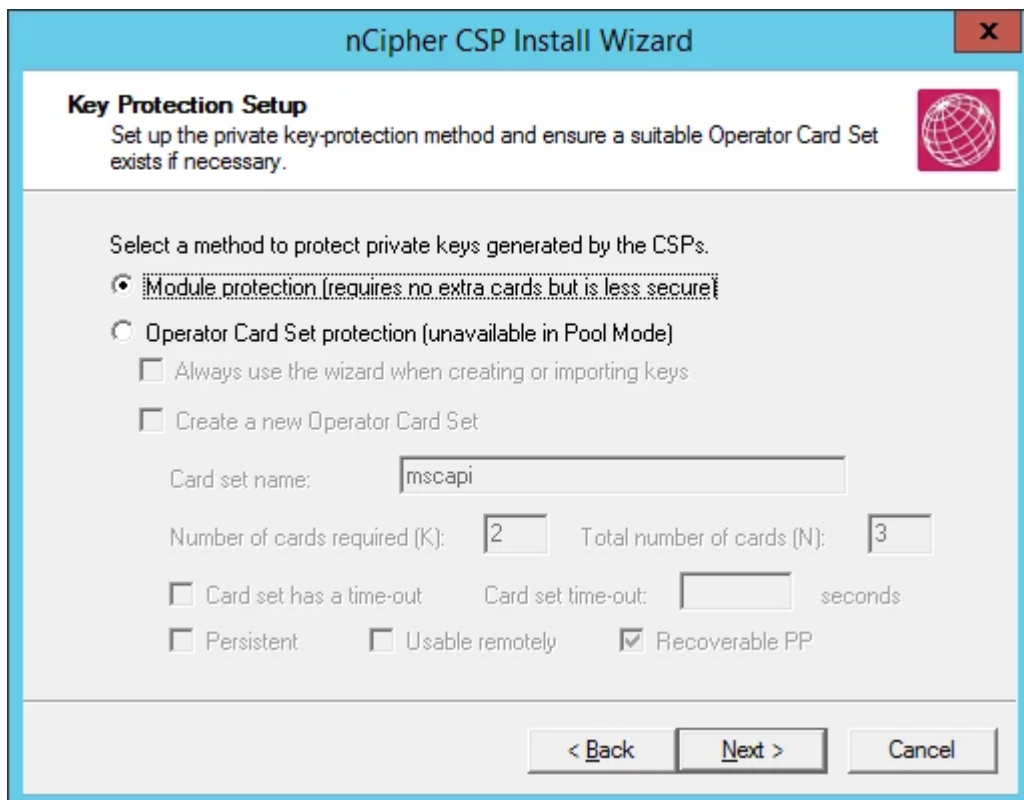 nCipher CSP Install Wizard
x
Key Protection Setup
Set up the private key-protection method and ensure a suitable Operator Card Set
exists if necessary.
Select a method to protect private keys generated by the CSPs.
Module protection (requires no extra cards but is less secure)
Operator Card Set protection (unavailable in Pool Mode)
Always use the wizard when creating or importing keys
Create a new Operator Card Set
Card set name: mscapi
Number of cards required (K): 2 Total number of cards (N): 3
Card set has a time-out Card set time-out: seconds
Persistent Usable remotely Recoverable PP
< Back Next > Cancel